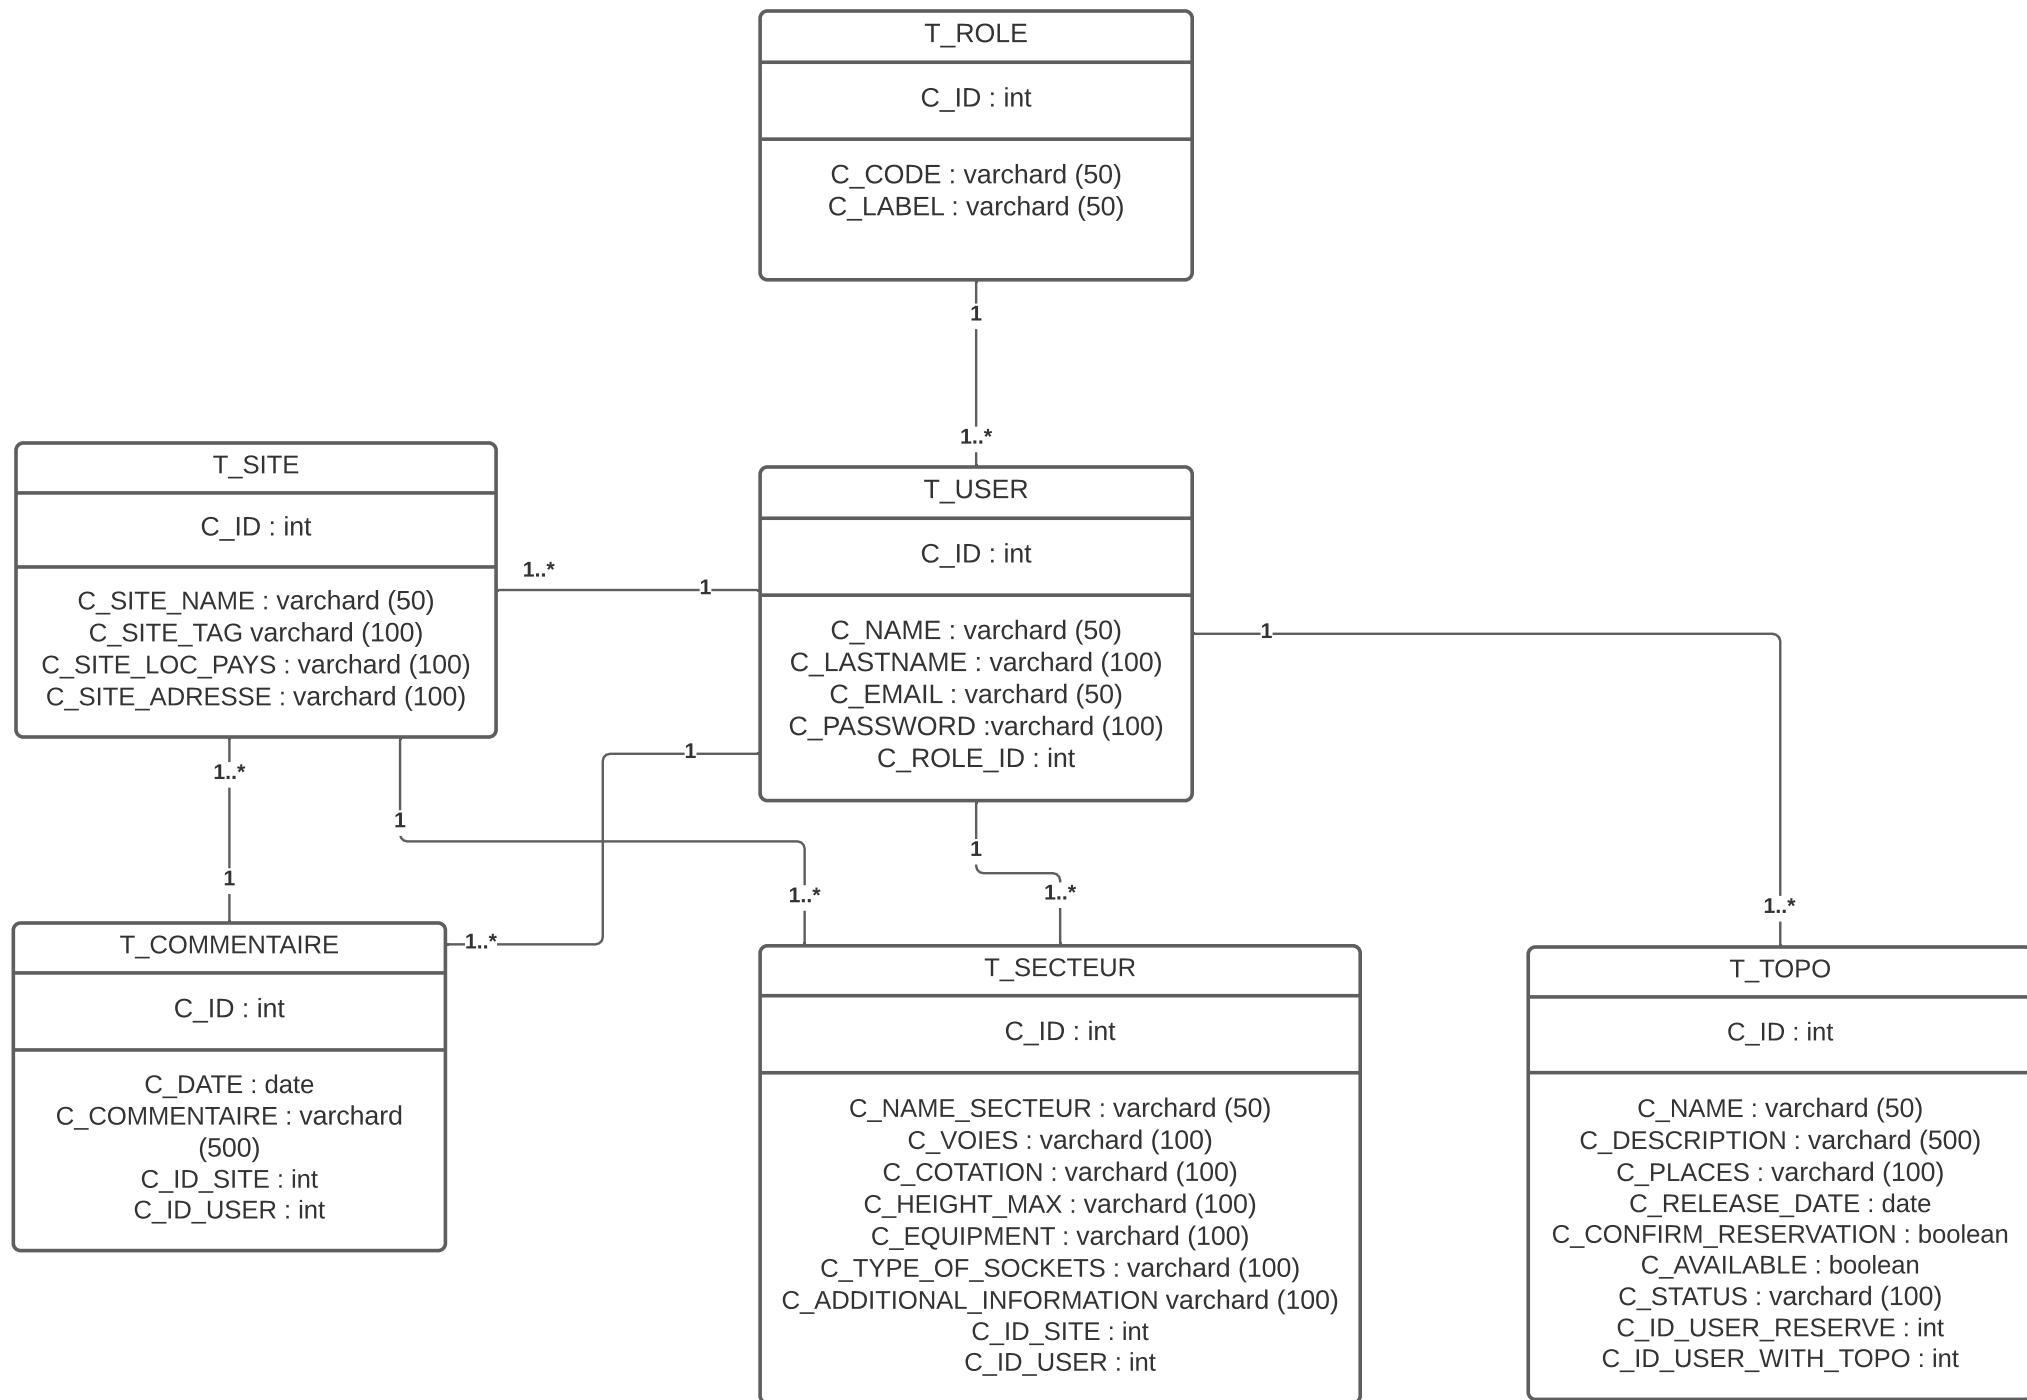 T_ROLE
C_ID : int
C_CODE : varchard (50)
C_LABEL : varchard (50)
1
1..*
T_SITE
C_ID : int
C_SITE_NAME : varchard (50)
C_SITE_TAG varchard (100)
C_SITE_LOC_PAYS : varchard (100)
C_SITE_ADRESSE : varchard (100)
1..*
1
T_USER
C_ID : int
C_NAME : varchard (50)
C_LASTNAME : varchard (100)
C_EMAIL : varchard (50)
C_PASSWORD :varchard (100)
C_ROLE_ID : int
1
1
1..*
1
1
1
1..*
1..*
1..*
1..*
T_COMMENTAIRE
C_ID : int
C_DATE : date
C_COMMENTAIRE : varchard
(500)
C_ID_SITE : int
C_ID_USER : int
1..*
T_SECTEUR
C_ID : int
C_NAME_SECTEUR : varchard (50)
C_VOIES : varchard (100)
C_COTATION : varchard (100)
C_HEIGHT_MAX : varchard (100)
C_EQUIPMENT : varchard (100)
C_TYPE_OF_SOCKETS : varchard (100)
C_ADDITIONAL_INFORMATION varchard (100)
C_ID_SITE : int
C_ID_USER : int
T_TOPO
C_ID : int
C_NAME : varchard (50)
C_DESCRIPTION : varchard (500)
C_PLACES : varchard (100)
C_RELEASE_DATE : date
C_CONFIRM_RESERVATION : boolean
C_AVAILABLE : boolean
C_STATUS : varchard (100)
C_ID_USER_RESERVE : int
C_ID_USER_WITH_TOPO : int